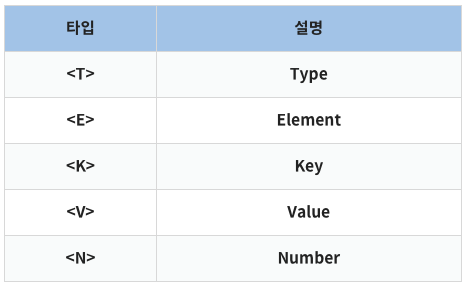 타입 설명
<T> Type
<E> Element
<K> Key
<V> Value
<N> Number